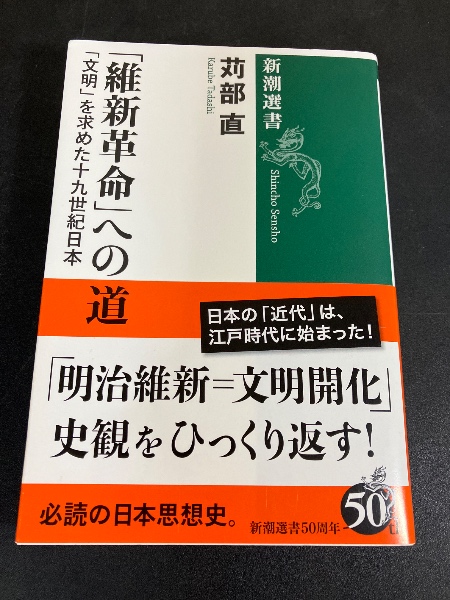 新潮選書
Shincho Sensho
苅部 直
Karube Tadashi
「維新革命」への道
「文明」を求めた十九世紀日本
日本の「近代」は、
江戸時代に始まった！
「明治維新=文明開化」
史観をひっくり返す！
必読の日本思想史。
新潮選書50周年
50